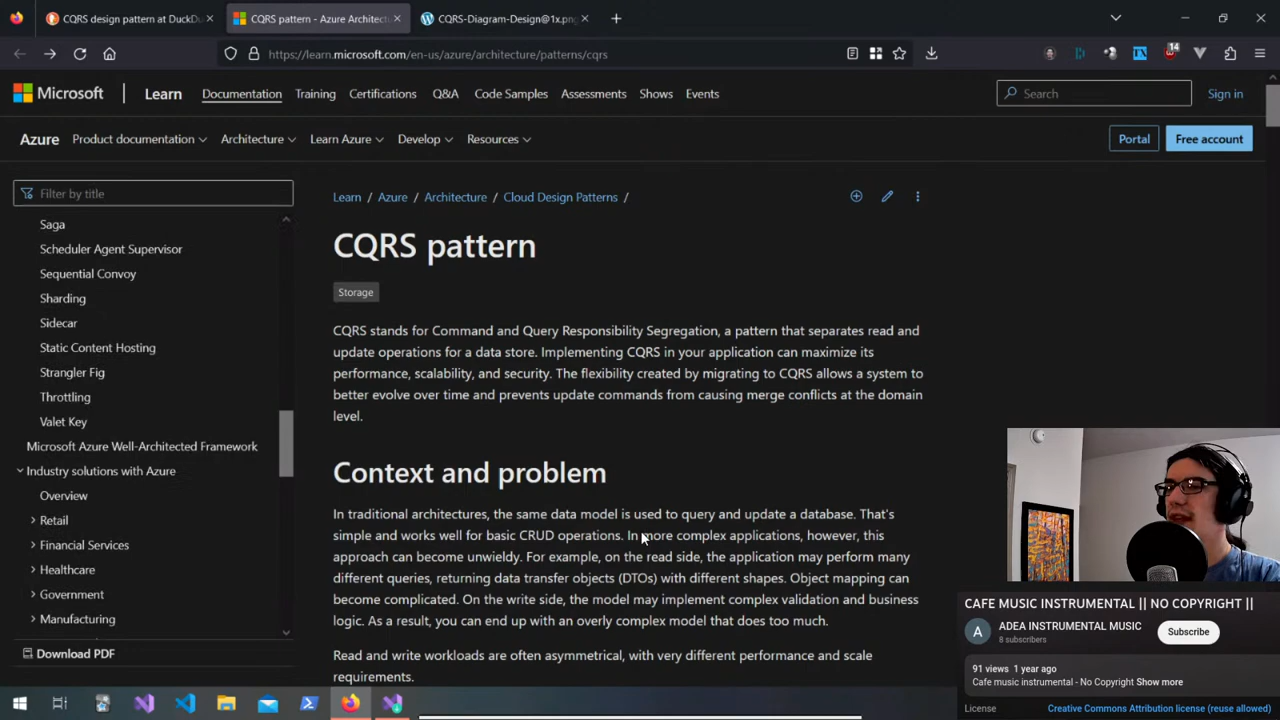 CQRS design pattern at DuckDu
CQRS pattern - Azure Architect
CQRS-Diagram-Design@1x.png
https://learn.microsoft.com/en-us/azure/architecture/patterns/cqrs
14
Microsoft
Learn
Documentation
Training
Certifications
Q&A
Code Samples
Assessments
Shows
Events
Search
Sign in
Azure
Product documentation
Architecture
Learn Azure
Develop
Resources
Portal
Free account
Filter by title
Saga
Scheduler Agent Supervisor
Sequential Convoy
Sharding
Sidecar
Static Content Hosting
Strangler Fig
Throttling
Valet Key
Microsoft Azure Well-Architected Framework
Industry solutions with Azure
Overview
Retail
Financial Services
Healthcare
Government
Manufacturing
Download PDF
Learn / Azure / Architecture / Cloud Design Patterns /
CQRS pattern
Storage
CQRS stands for Command and Query Responsibility Segregation, a pattern that separates read and
update operations for a data store. Implementing CQRS in your application can maximize its
performance, scalability, and security. The flexibility created by migrating to CQRS allows a system to
better evolve over time and prevents update commands from causing merge conflicts at the domain
level.
Context and problem
In traditional architectures, the same data model is used to query and update a database. That's
simple and works well for basic CRUD operations. In more complex applications, however, this
approach can become unwieldy. For example, on the read side, the application may perform many
different queries, returning data transfer objects (DTOs) with different shapes. Object mapping can
become complicated. On the write side, the model may implement complex validation and business
logic. As a result, you can end up with an overly complex model that does too much.
Read and write workloads are often asymmetrical, with very different performance and scale
requirements.
CAFE MUSIC INSTRUMENTAL || NO COPYRIGHT ||
A
ADEA INSTRUMENTAL MUSIC
8 subscribers
Subscribe
91 views 1 year ago
Cafe music instrumental - No Copyright Show more
License
Creative Commons Attribution license (reuse allowed)